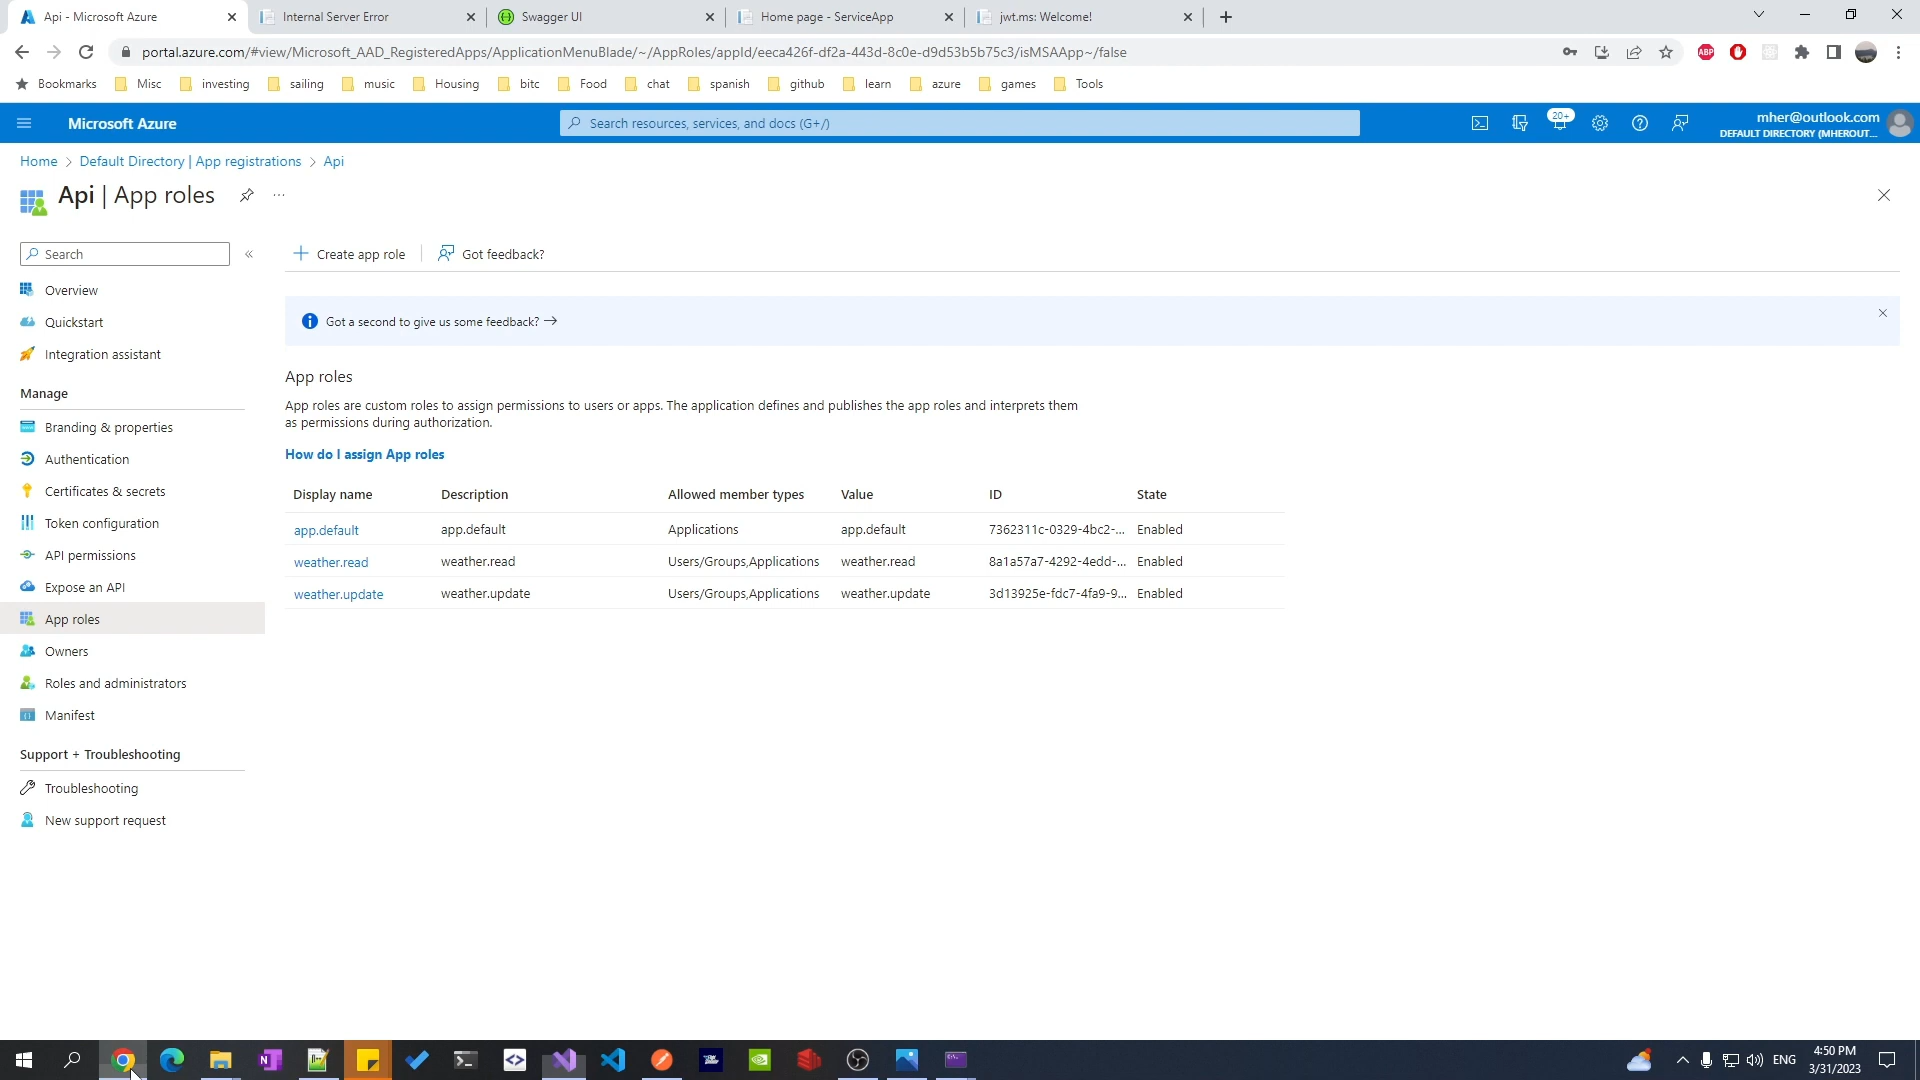 Api - Microsoft Azure
Internal Server Error
Swagger UI
Home page - ServiceApp
jwt.ms: Welcome!
portal.azure.com/#view/Microsoft_AAD_RegisteredApps/ApplicationMenuBlade/~/AppRoles/appId/eeca426f-df2a-443d-8c0e-d9d53b5b75c3/isMSAApp~/false
ABP
Bookmarks
Misc
investing
sailing
music
Housing
bitc
Food
chat
spanish
github
learn
azure
games
Tools
Microsoft Azure
Search resources, services, and docs (G+/)
20+
mher@outlook.com
DEFAULT DIRECTORY (MHEROUT...
Home > Default Directory | App registrations > Api
Api | App roles
Search
Create app role
Got feedback?
Overview
Quickstart
Integration assistant
Manage
Branding & properties
Authentication
Certificates & secrets
Token configuration
API permissions
Expose an API
App roles
Owners
Roles and administrators
Manifest
Support + Troubleshooting
Troubleshooting
New support request
Got a second to give us some feedback?
App roles
App roles are custom roles to assign permissions to users or apps. The application defines and publishes the app roles and interprets them
as permissions during authorization.
How do I assign App roles
Display name Description Allowed member types Value ID State
app.default app.default Applications app.default 7362311c-0329-4bc2-... Enabled
weather.read weather.read Users/Groups,Applications weather.read 8a1a57a7-4292-4edd-... Enabled
weather.update weather.update Users/Groups,Applications weather.update 3d13925e-fdc7-4fa9-9... Enabled
ENG
4:50 PM
3/31/2023